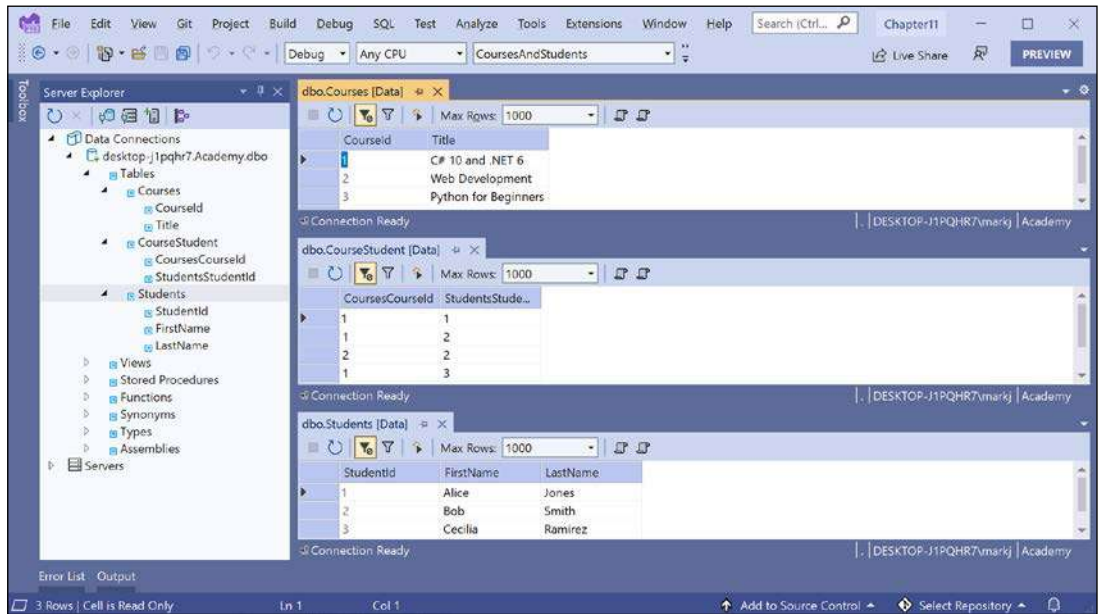 File Edit View Git Project Build Debug SQL Test Analyze Tools Extensions Window Help Search (Ctrl... Chapter11
Debug Any CPU CoursesAndStudents Live Share PREVIEW
Toolbox
Server Explorer
Data Connections
desktop-j1pqhr7.Academy.dbo
Tables
Courses
CourseId
Title
CourseStudent
CoursesCourseId
StudentsStudentId
Students
StudentId
FirstName
LastName
Views
Stored Procedures
Functions
Synonyms
Types
Assemblies
Servers
dbo.Courses [Data]
Max Rows: 1000
CourseId Title
1 C# 10 and .NET 6
2 Web Development
3 Python for Beginners
Connection Ready . DESKTOP-J1PQHR7\markj Academy
dbo.CourseStudent [Data]
Max Rows: 1000
CoursesCourseId StudentsStude...
1 1
1 2
2 2
1 3
Connection Ready . DESKTOP-J1PQHR7\markj Academy
dbo.Students [Data]
Max Rows: 1000
StudentId FirstName LastName
1 Alice Jones
2 Bob Smith
3 Cecilia Ramirez
Connection Ready . DESKTOP-J1PQHR7\markj Academy
Error List Output
3 Rows | Cell is Read Only Ln 1 Col 1 Add to Source Control Select Repository